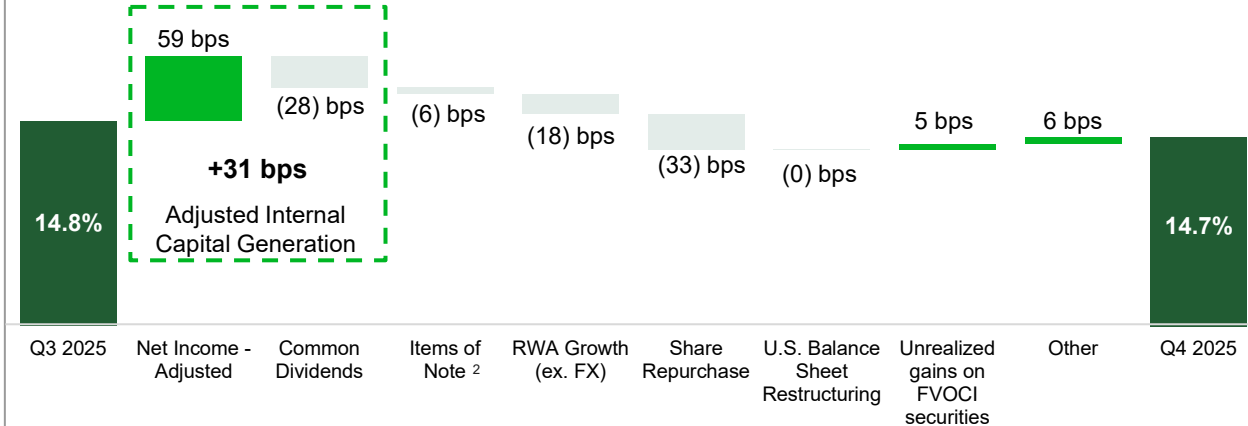 59 bps
(28) bps
(6) bps
(18) bps
(33) bps
(0) bps
5 bps
6 bps
+31 bps
Adjusted Internal
Capital Generation
14.8%
14.7%
Q3 2025
Net Income -
Adjusted
Common
Dividends
Items of
Note 2
RWA Growth
(ex. FX)
Share
Repurchase
U.S. Balance
Sheet
Restructuring
Unrealized
gains on
FVOCI
securities
Other
Q4 2025